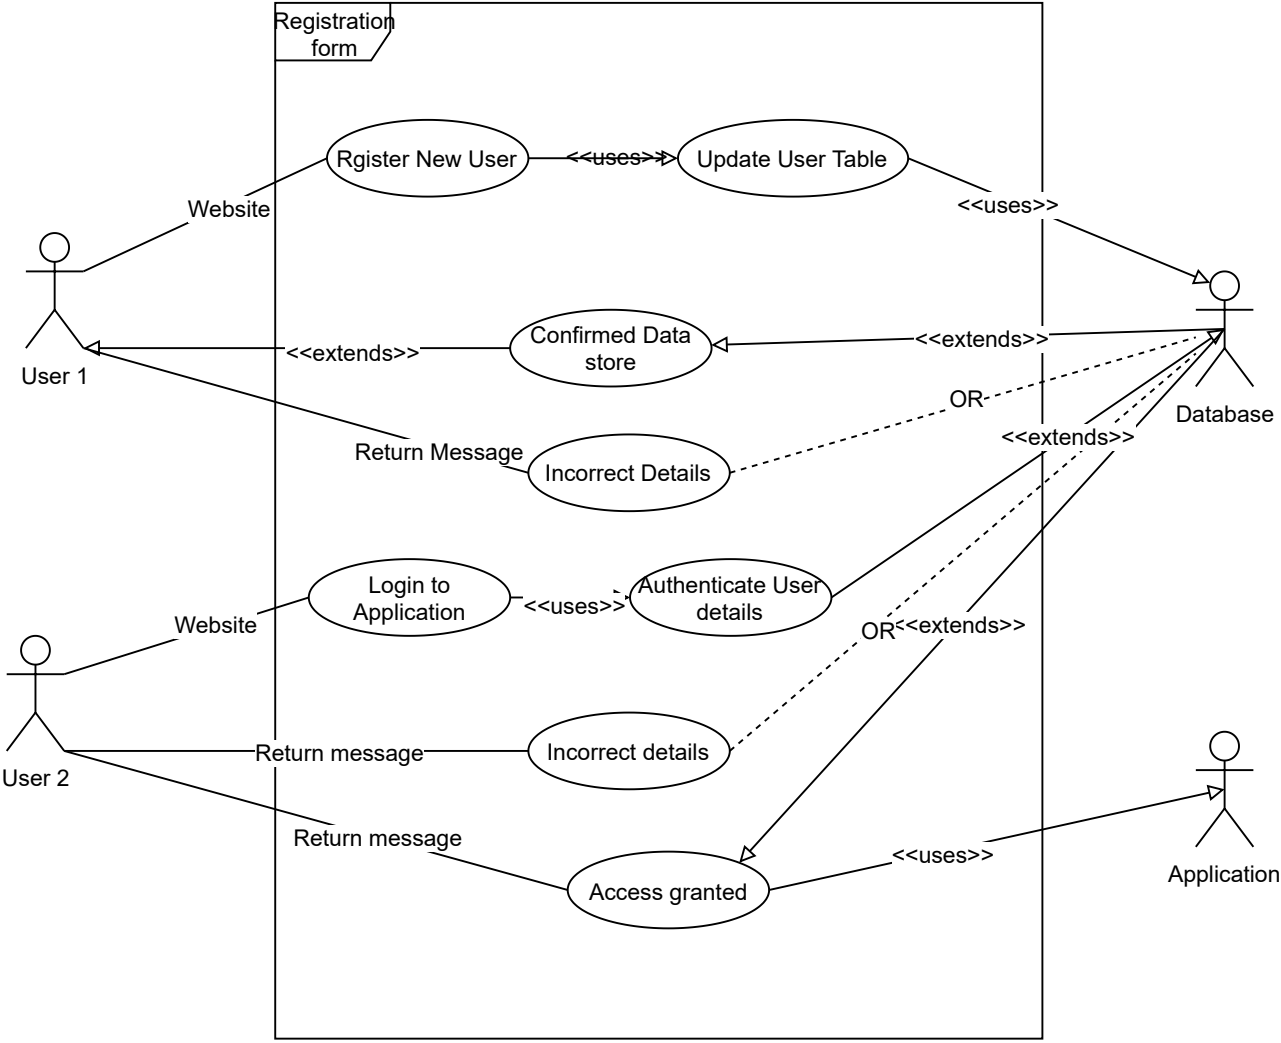 Registration
form
Rgister New User
<<uses>>
Update User Table
Website
<<uses>>
Confirmed Data
store
<<extends>>
<<extends>>
User 1
OR
Database
<<extends>>
Return Message
Incorrect Details
Login to
Application
<<uses>>
Authenticate User
details
Website
OR
<<extends>>
Return message
Incorrect details
User 2
Return message
<<uses>>
Access granted
Application